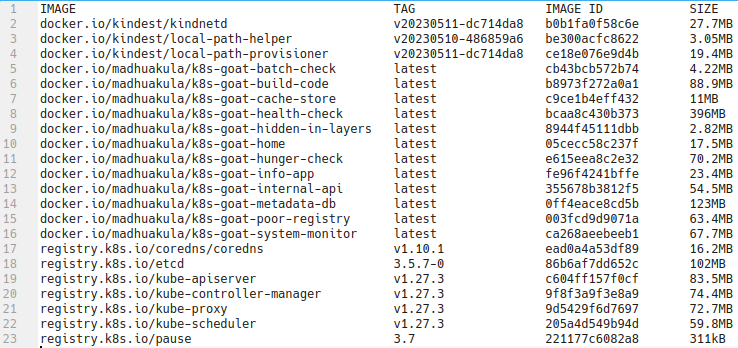 1 IMAGE TAG IMAGE ID SIZE
2 docker.io/kindest/kindnetd v20230511-dc714da8 b0b1fa0f58c6e 27.7MB
3 docker.io/kindest/local-path-helper v20230510-486859a6 be300acfc8622 3.05MB
4 docker.io/kindest/local-path-provisioner v20230511-dc714da8 ce18e076e9d4b 19.4MB
5 docker.io/madhuakula/k8s-goat-batch-check latest cb43bcb572b74 4.22MB
6 docker.io/madhuakula/k8s-goat-build-code latest b8973f272a0a1 88.9MB
7 docker.io/madhuakula/k8s-goat-cache-store latest c9ce1b4eff432 11MB
8 docker.io/madhuakula/k8s-goat-health-check latest bcaa8c430b373 396MB
9 docker.io/madhuakula/k8s-goat-hidden-in-layers latest 8944f45111dbb 2.82MB
10 docker.io/madhuakula/k8s-goat-home latest 05cecc58c237f 17.5MB
11 docker.io/madhuakula/k8s-goat-hunger-check latest e615eea8c2e32 70.2MB
12 docker.io/madhuakula/k8s-goat-info-app latest fe96f4241bffe 23.4MB
13 docker.io/madhuakula/k8s-goat-internal-api latest 355678b3812f5 54.5MB
14 docker.io/madhuakula/k8s-goat-metadata-db latest 0ff4eace8cd5b 123MB
15 docker.io/madhuakula/k8s-goat-poor-registry latest 003fcd9d9071a 63.4MB
16 docker.io/madhuakula/k8s-goat-system-monitor latest ca268aeebeeb1 67.7MB
17 registry.k8s.io/coredns/coredns v1.10.1 ead0a4a53df89 16.2MB
18 registry.k8s.io/etcd 3.5.7-0 86b6af7dd652c 102MB
19 registry.k8s.io/kube-apiserver v1.27.3 c604ff157f0cf 83.5MB
20 registry.k8s.io/kube-controller-manager v1.27.3 9f8f3a9f3e8a9 74.4MB
21 registry.k8s.io/kube-proxy v1.27.3 9d5429f6d7697 72.7MB
22 registry.k8s.io/kube-scheduler v1.27.3 205a4d549b94d 59.8MB
23 registry.k8s.io/pause 3.7 221177c6082a8 311kB